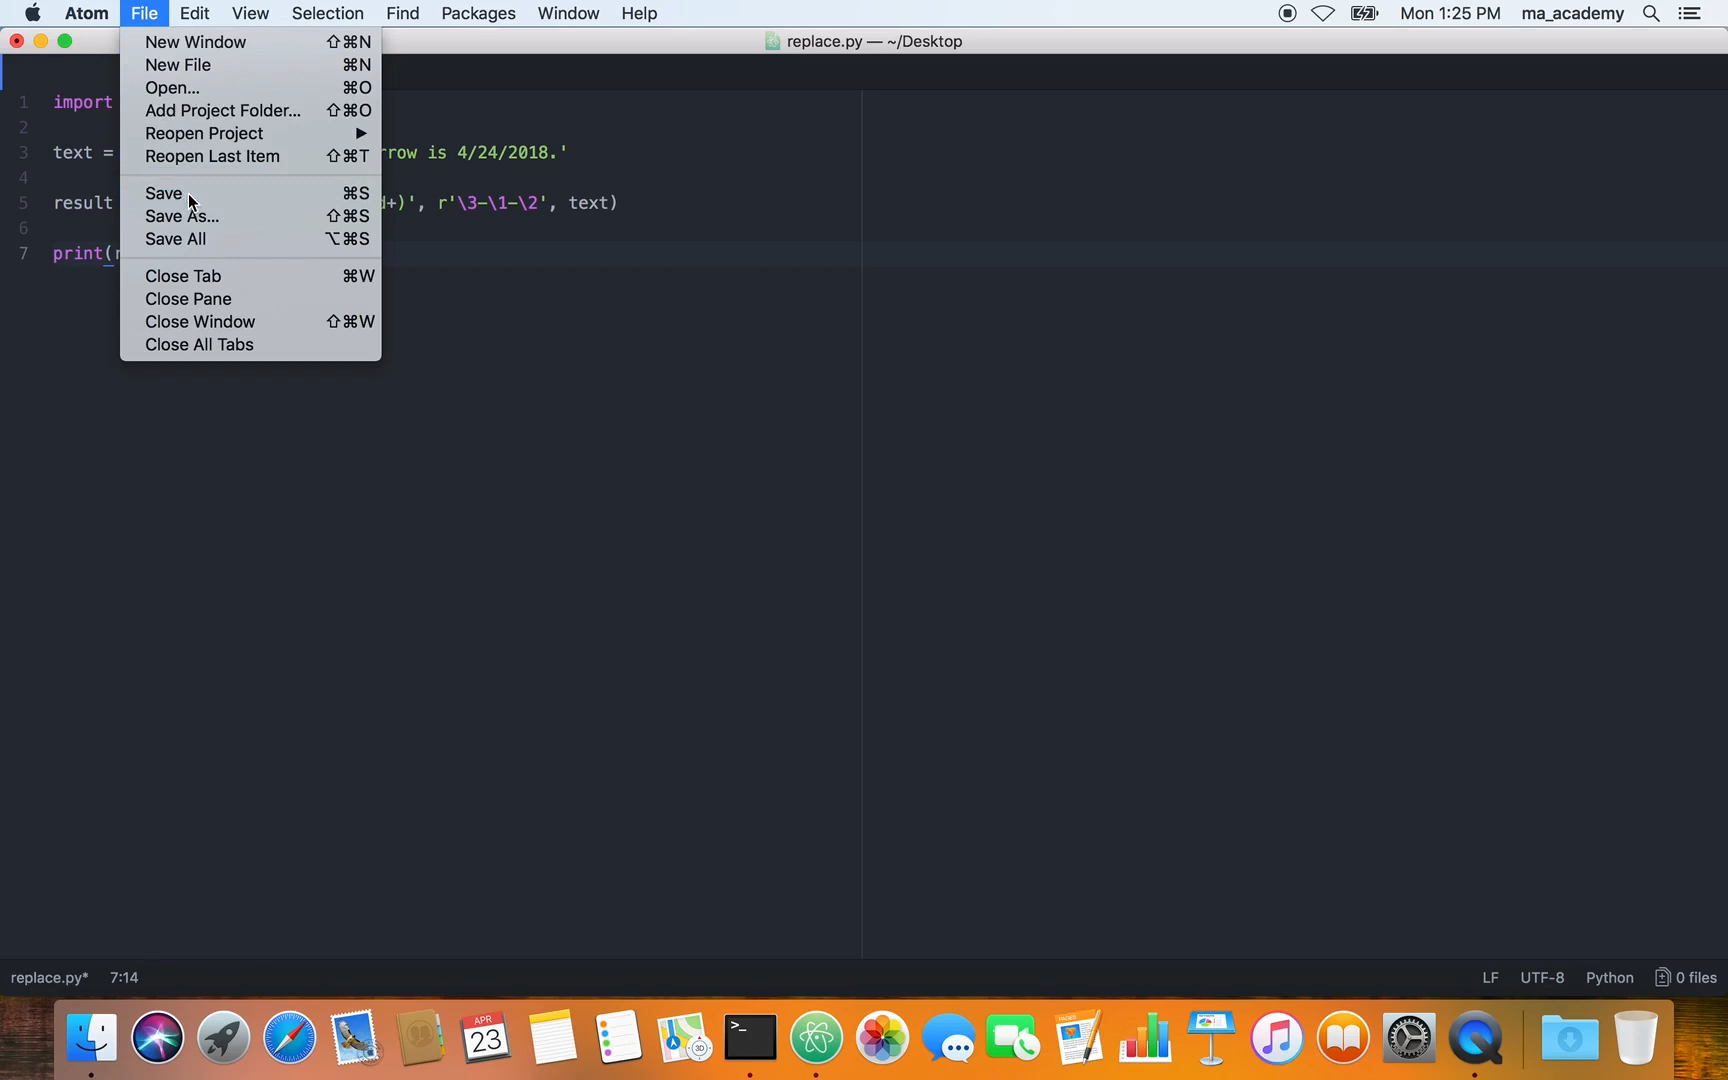 Atom File Edit View Selection Find Packages Window Help Mon 1:25 PM ma_academy
replace.py — ~/Desktop
New Window ⇧⌘N
New File ⌘N
Open... ⌘O
Add Project Folder... ⇧⌘O
Reopen Project ▶
Reopen Last Item ⇧⌘T
Save ⌘S
Save As... ⇧⌘S
Save All ⌥⌘S
Close Tab ⌘W
Close Pane
Close Window ⇧⌘W
Close All Tabs
1 import
2
3 text = rrow is 4/24/2018.'
4
5 result d+)', r'\3-\1-\2', text)
6
7 print(r
replace.py* 7:14 LF UTF-8 Python 0 files
APR
23
3D
PAGES